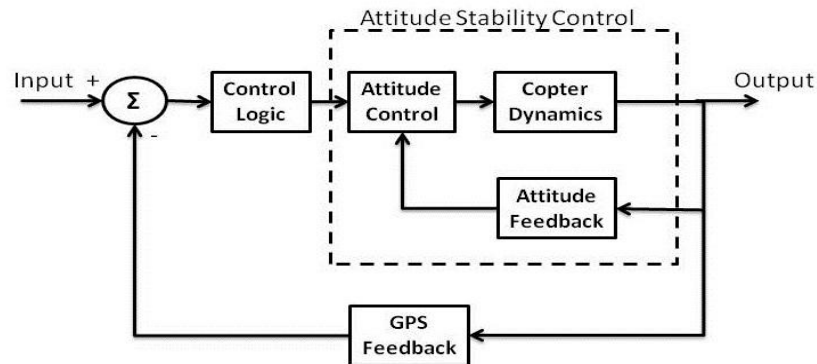 Attitude Stability Control
Input +
Σ
-
Control
Logic
Attitude
Control
Copter
Dynamics
Output
Attitude
Feedback
GPS
Feedback